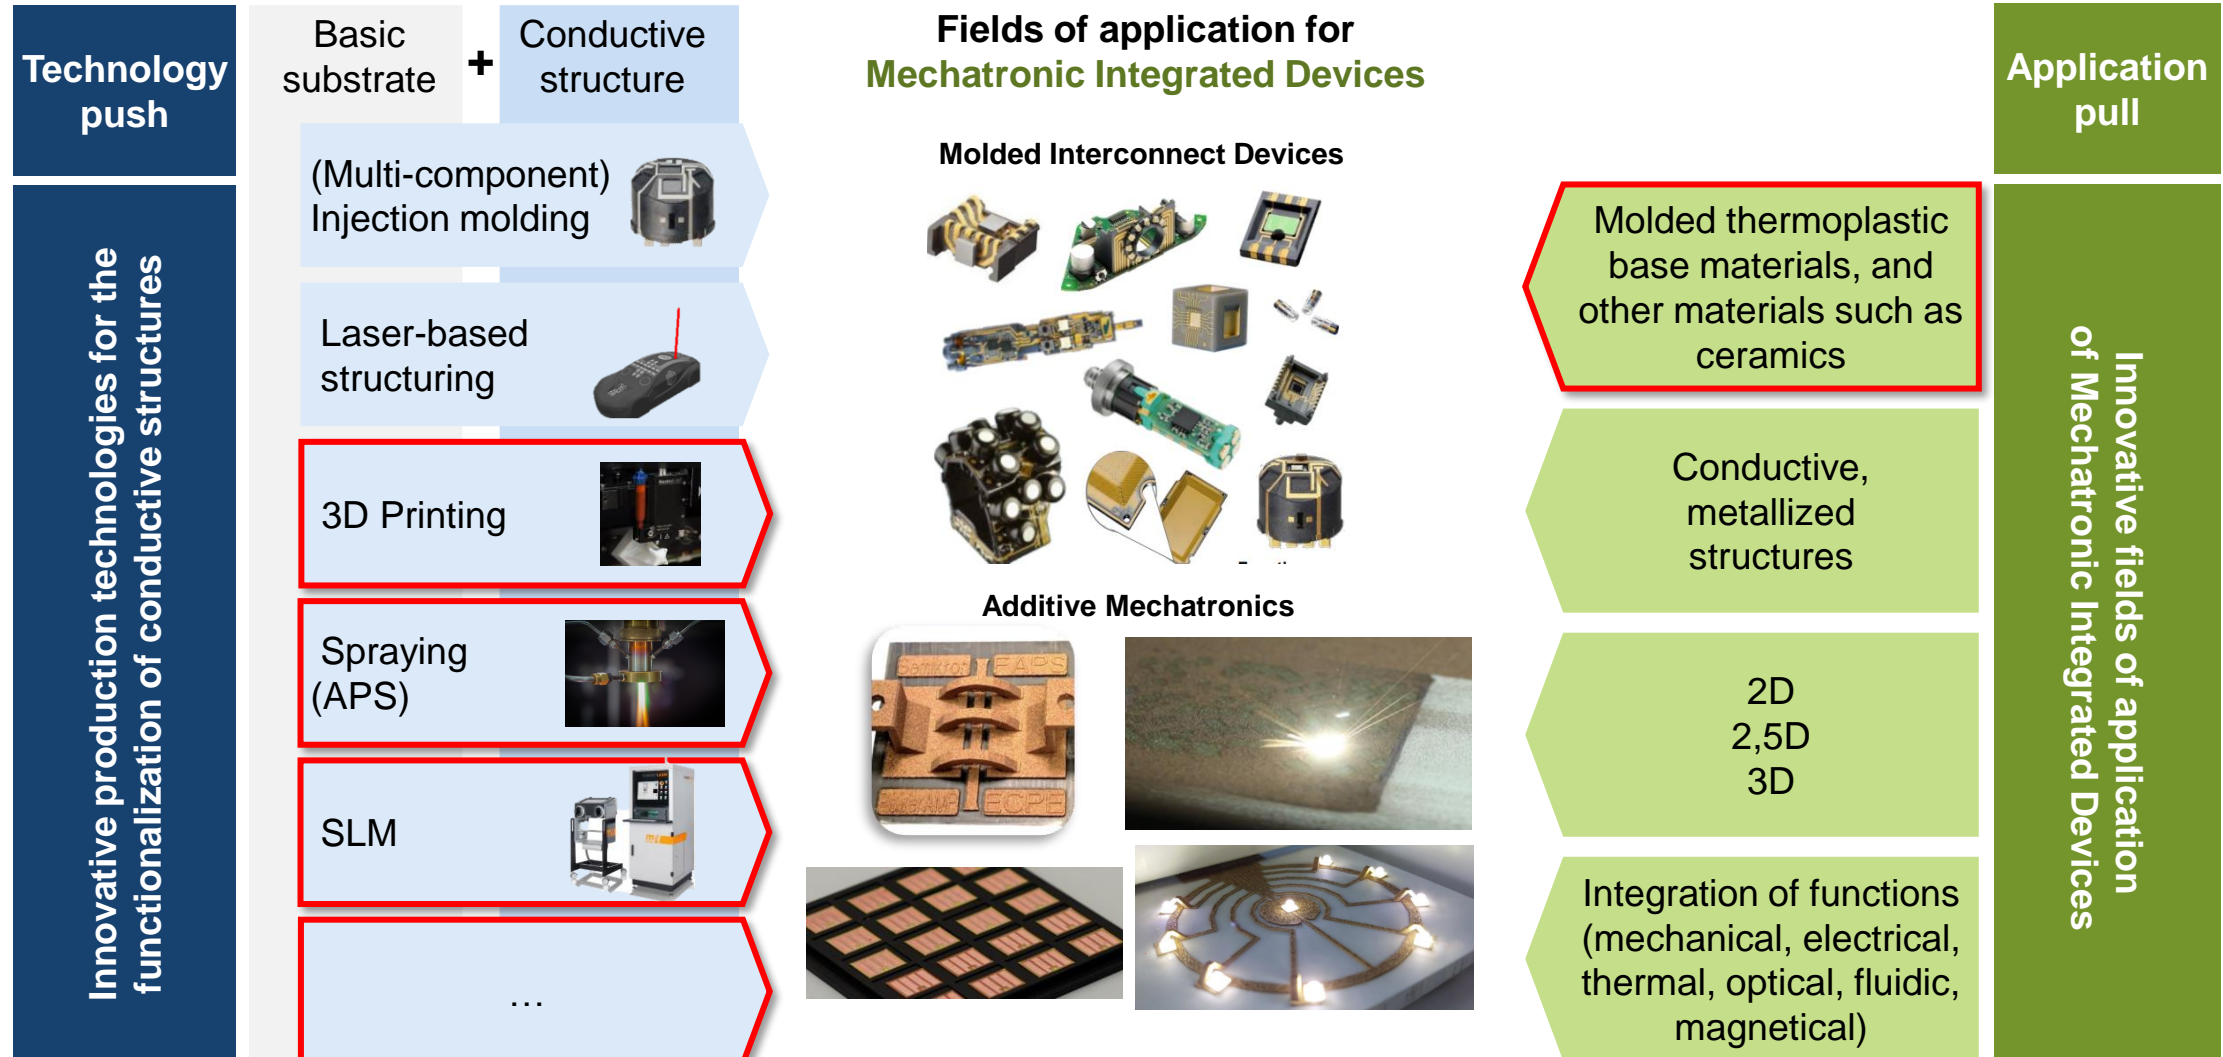 Technology
push
Basic
substrate
+
Conductive
structure
Fields of application for
Mechatronic Integrated Devices
Application
pull
Innovative production technologies for the
functionalization of conductive structures
(Multi-component)
Injection molding
Laser-based
structuring
3D Printing
Spraying
(APS)
SLM
…
Molded Interconnect Devices
Additive Mechatronics
FAPS
ECPE
Molded thermoplastic
base materials, and
other materials such as
ceramics
Conductive,
metallized
structures
2D
2,5D
3D
Integration of functions
(mechanical, electrical,
thermal, optical, fluidic,
magnetical)
Innovative fields of application
of Mechatronic Integrated Devices